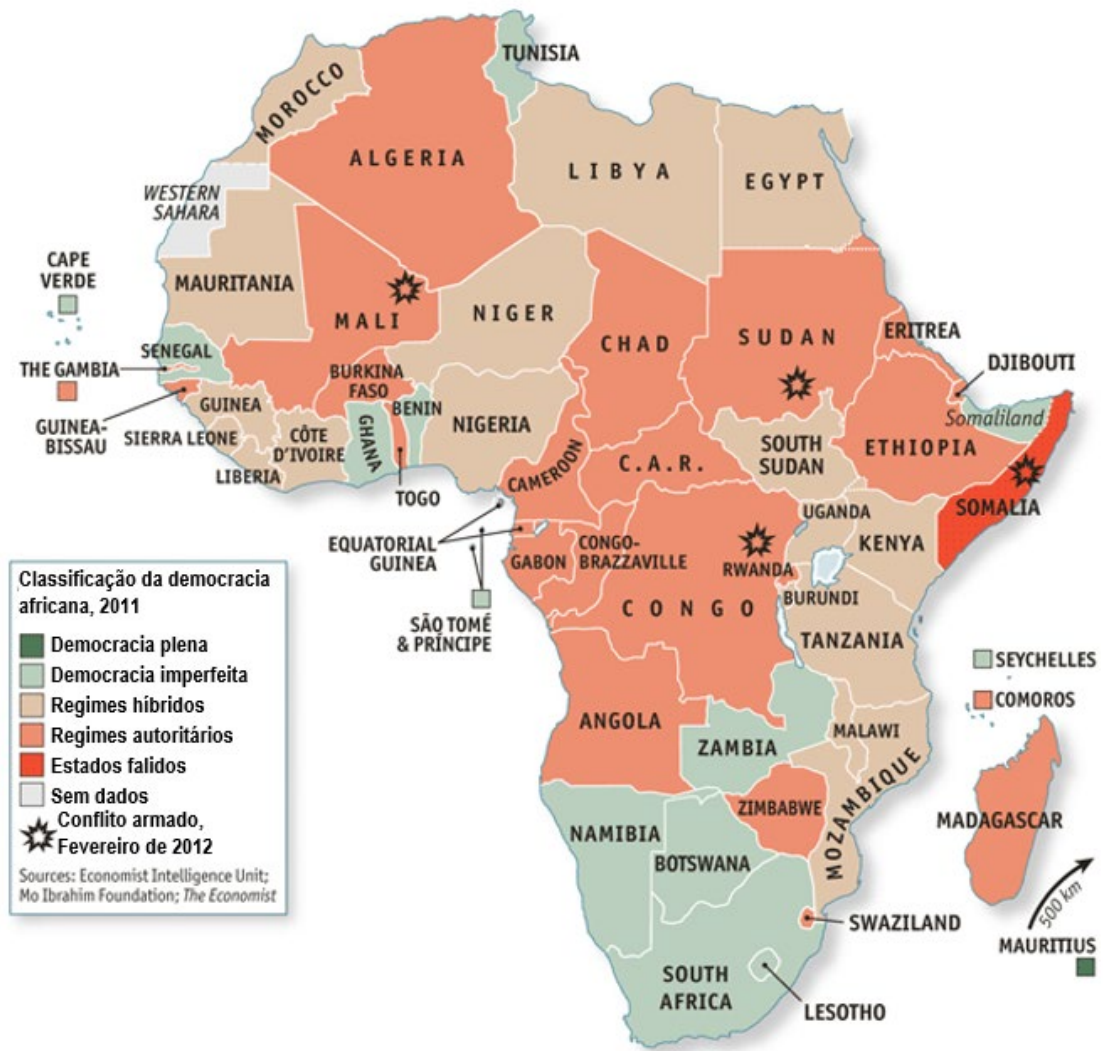 TUNISIA
MOROCCO
ALGERIA
LIBYA
EGYPT
WESTERN
SAHARA
CAPE
VERDE
MAURITANIA
MALI
NIGER
CHAD
SUDAN
ERITREA
DJIBOUTI
SENEGAL
THE GAMBIA
BURKINA
FASO
GUINEA-
BISSAU
GUINEA
SIERRA LEONE
LIBERIA
CÔTE
D'IVOIRE
GHANA
BENIN
TOGO
NIGERIA
CAMEROON
C.A.R.
SOUTH
SUDAN
ETHIOPIA
Somaliland
SOMALIA
EQUATORIAL
GUINEA
GABON
CONGO-
BRAZZAVILLE
UGANDA
KENYA
RWANDA
BURUNDI
CONGO
TANZANIA
SÃO TOMÉ
& PRÍNCIPE
SEYCHELLES
COMOROS
ANGOLA
ZAMBIA
MALAWI
MOZAMBIQUE
ZIMBABWE
MADAGASCAR
NAMIBIA
BOTSWANA
SWAZILAND
500 km
MAURITIUS
SOUTH
AFRICA
LESOTHO
Classificação da democracia
africana, 2011
Democracia plena
Democracia imperfeita
Regimes híbridos
Regimes autoritários
Estados falidos
Sem dados
Conflito armado,
Fevereiro de 2012
Sources: Economist Intelligence Unit;
Mo Ibrahim Foundation; The Economist